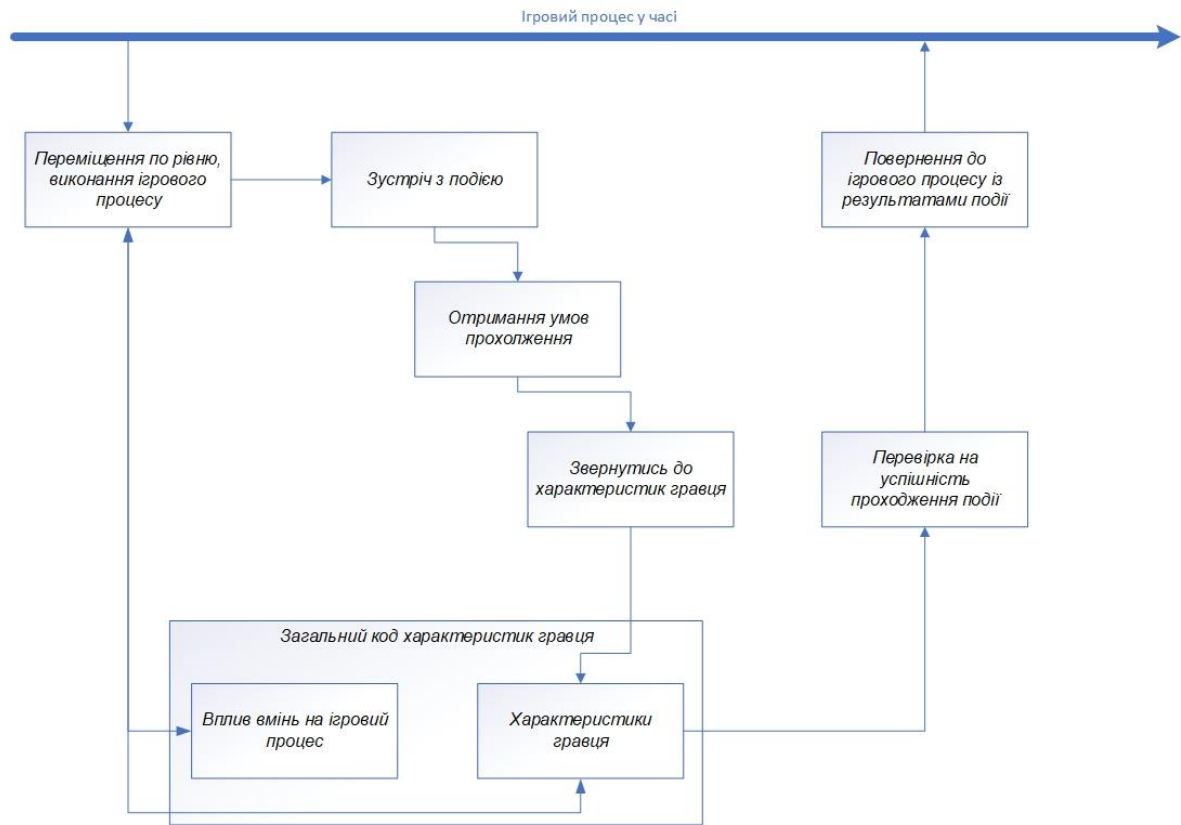 Ігровий процес у часі
Переміщення по рівню,
виконання ігрового
процесу
Зустріч з подією
Повернення до
ігрового процесу із
результатами події
Отримання умов
прохолження
Звернутись до
характеристик гравця
Перевірка на
успішність
проходження події
Загальний код характеристик гравця
Вплив вмінь на ігровий
процес
Характеристики
гравця